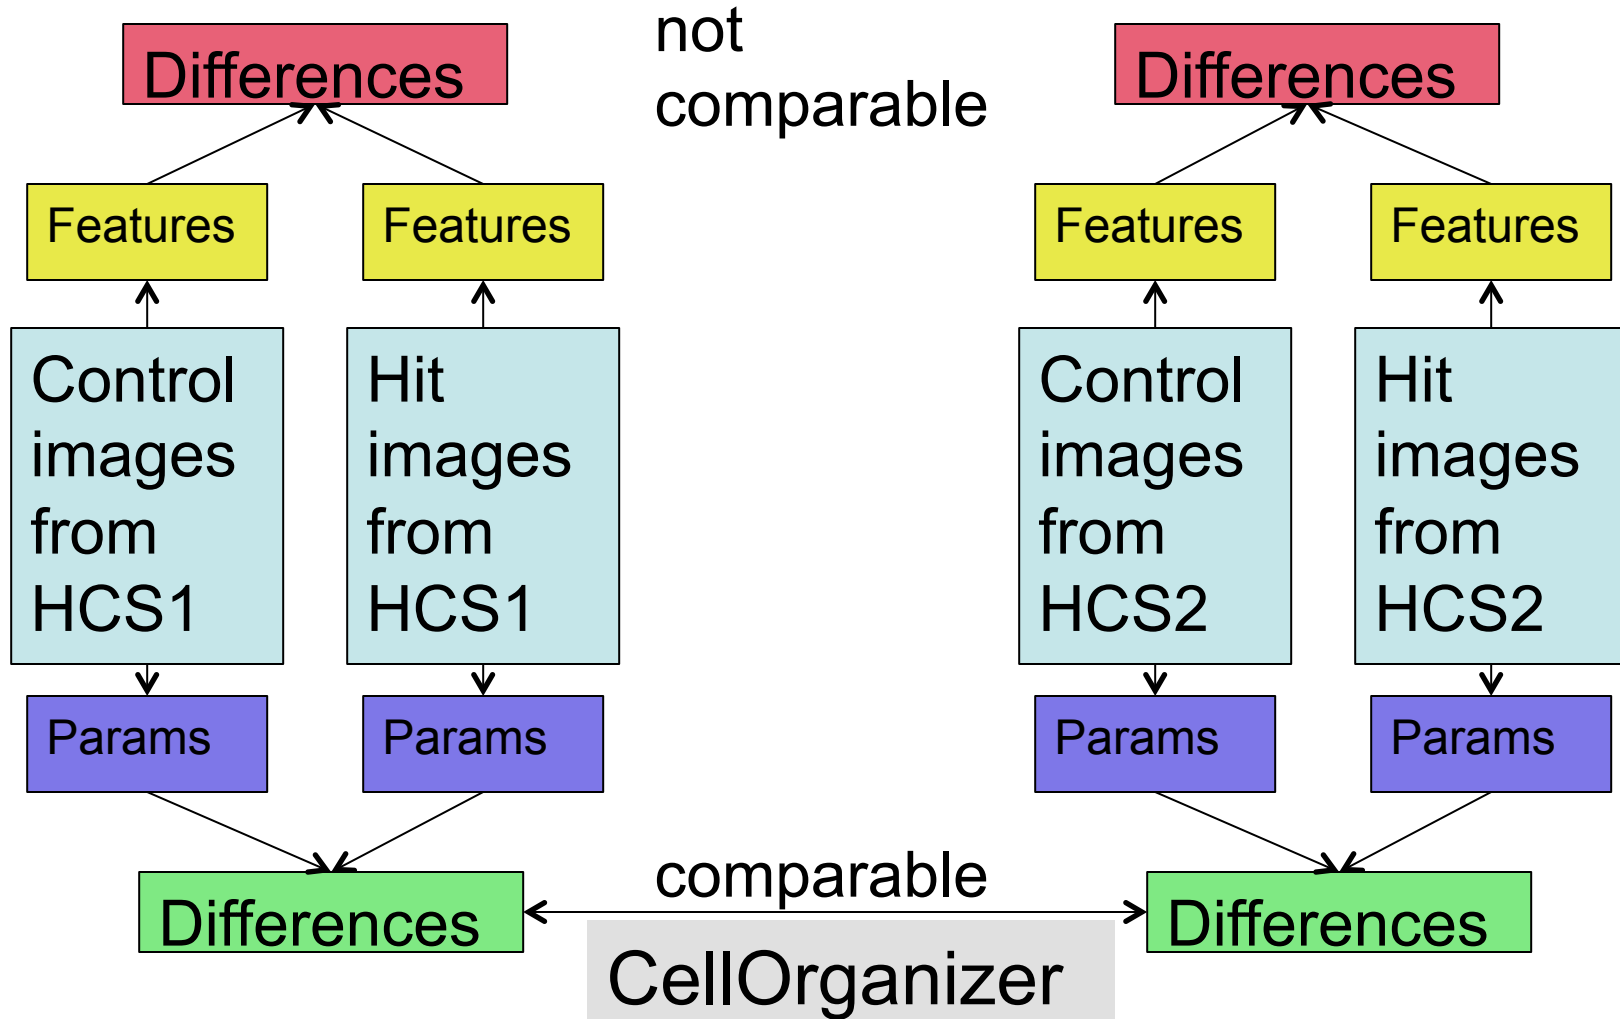 not
comparable
Differences
Differences
Features
Features
Features
Features
Control
images
from
HCS1
Hit
images
from
HCS1
Control
images
from
HCS2
Hit
images
from
HCS2
Params
Params
Params
Params
comparable
Differences
Differences
CellOrganizer